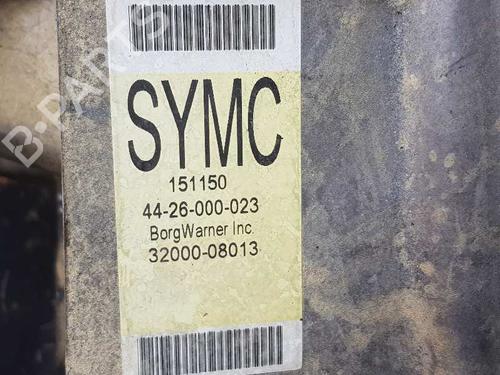 B-PARTS
SYMC
151150
44-26-000-023
BorgWarner Inc.
32000-08013